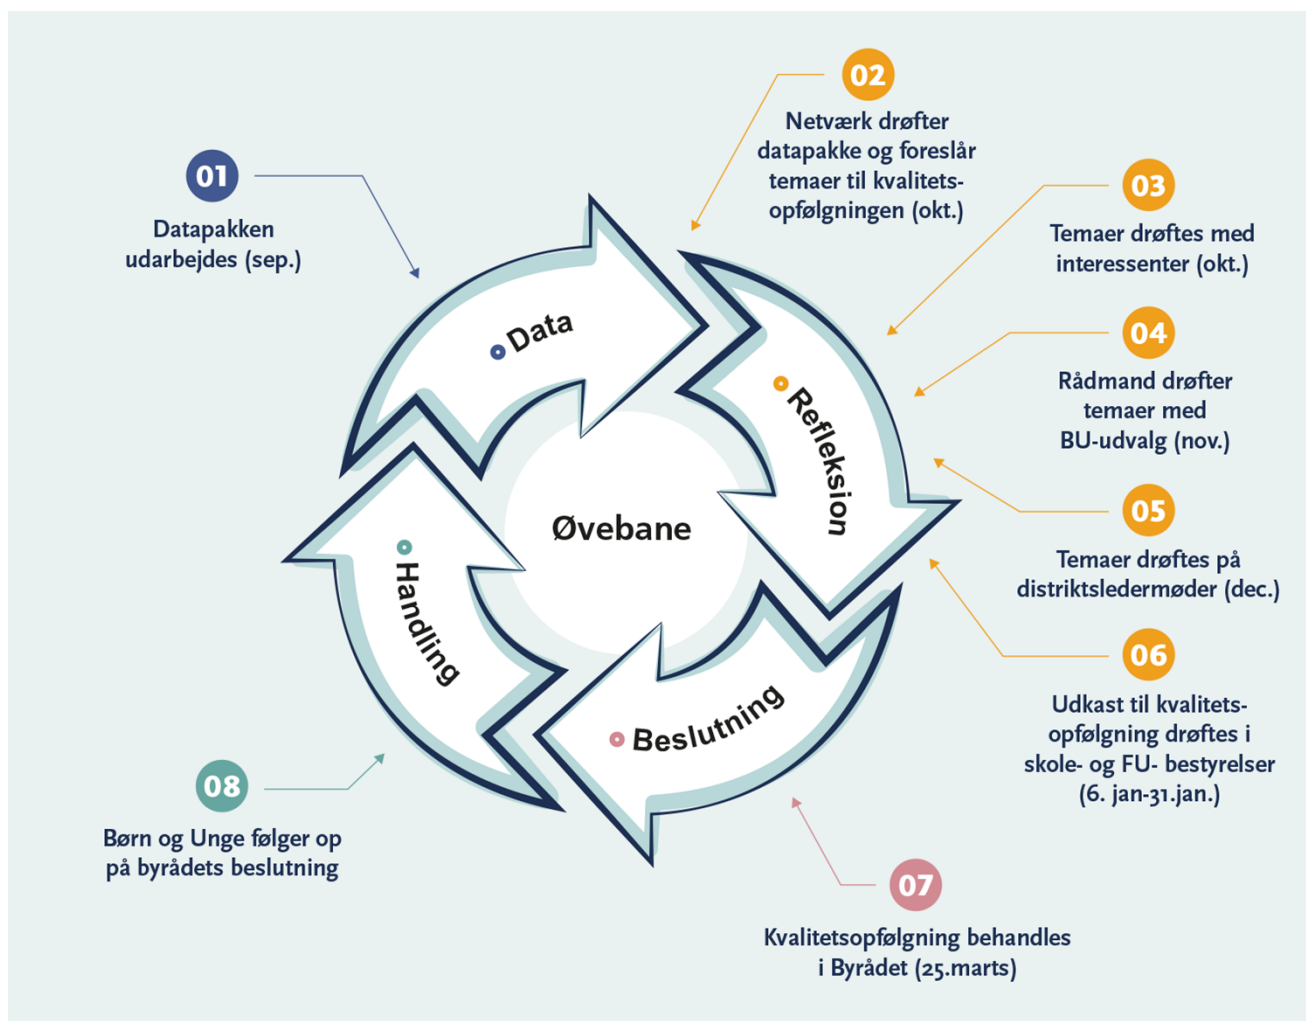 01
Datapakken
udarbejdes (sep.)
02
Netværk drøfter
datapakke og foreslår
temaer til kvalitets-
opfølgningen (okt.)
03
Temaer drøftes med
interessenter (okt.)
04
Rådmand drøfter
temaer med
BU-udvalg (nov.)
05
Temaer drøftes på
distriktsledermøder (dec.)
06
Udkast til kvalitets-
opfølgning drøftes i
skole- og FU- bestyrelser
(6. jan-31.jan.)
07
Kvalitetsopfølgning behandles
i Byrådet (25.marts)
08
Børn og Unge følger op
på byrådets beslutning
Data
Refleksion
Beslutning
Handling
Øvebane